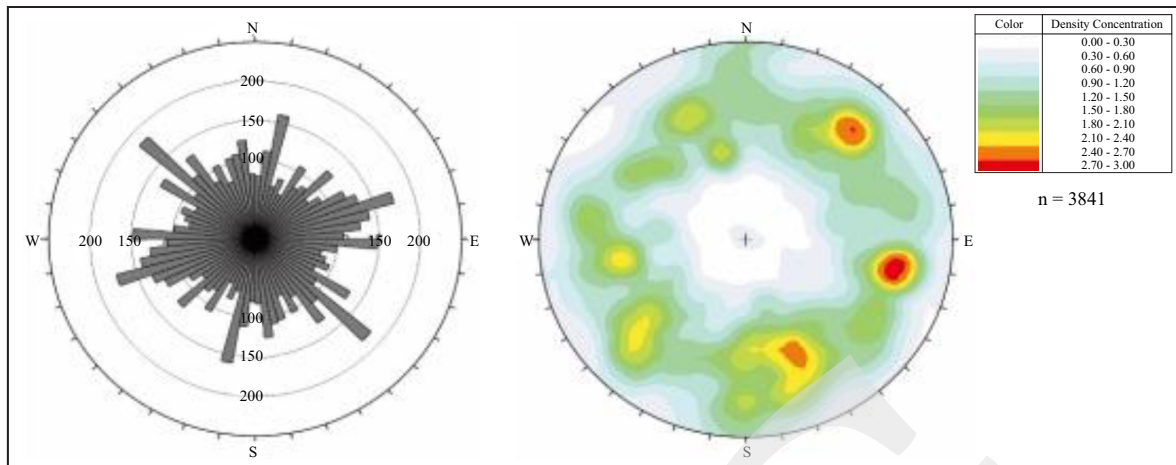 N
200
150
100
W
200 150
150 200
E
100
150
200
S
N
W
E
S
Color Density Concentration
0.00 - 0.30
0.30 - 0.60
0.60 - 0.90
0.90 - 1.20
1.20 - 1.50
1.50 - 1.80
1.80 - 2.10
2.10 - 2.40
2.40 - 2.70
2.70 - 3.00
n = 3841